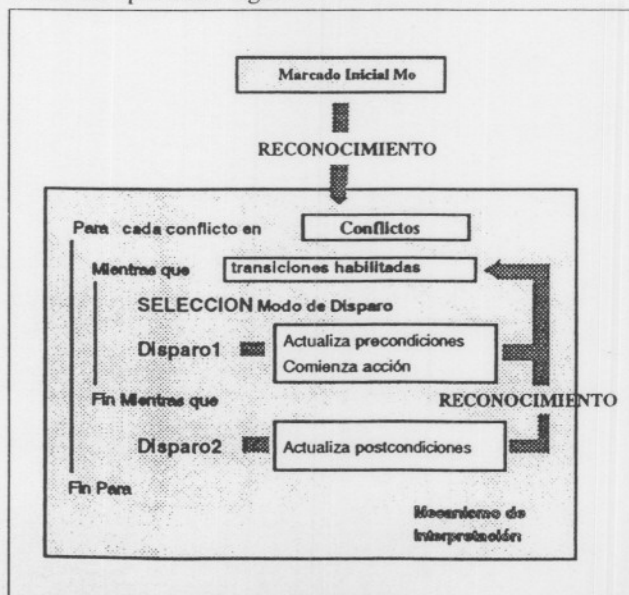 Marcado Inicial Mo
RECONOCIMIENTO
Para cada conflicto en Conflictos
Mientras que transiciones habilitadas
SELECCION Modo de Disparo
Disparo1 Actualiza precondiciones
Comienza acción
Fin Mientras que RECONOCIMIENTO
Disparo2 Actualiza postcondiciones
Fin Para
Mecanismo de
Interpretación